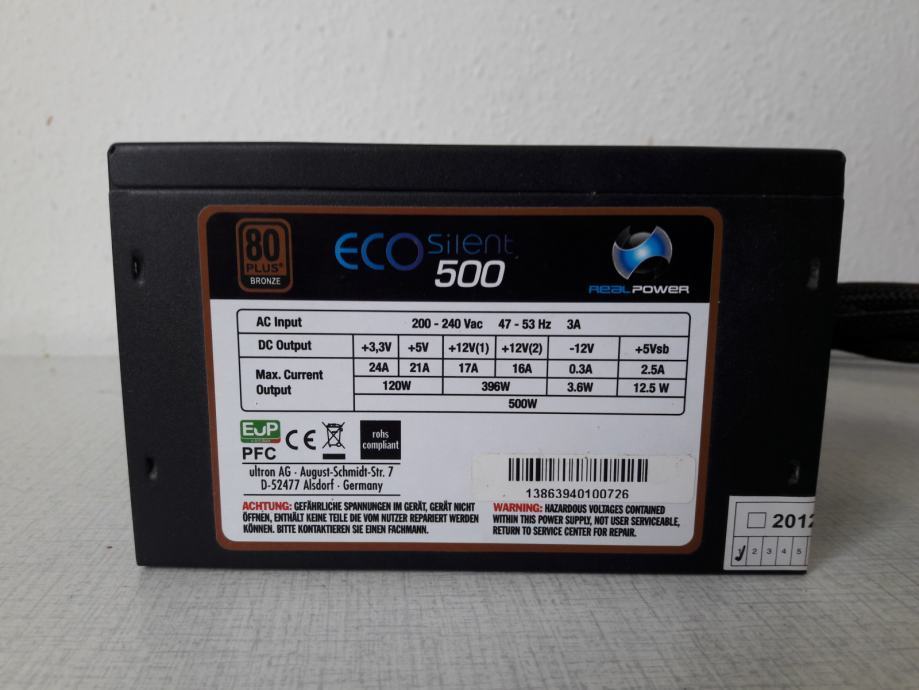 80
PLUS®
BRONZE
ECO Silent
500
REALPOWER
AC Input 200 - 240 Vac 47 - 53 Hz 3A
DC Output +3,3V +5V +12V(1) +12V(2) -12V +5Vsb
Max. Current Output 24A 21A 17A 16A 0.3A 2.5A
120W 396W 3.6W 12.5 W
500W
EuP
PFC
CE
rohs
compliant
ultron AG · August-Schmidt-Str. 7
D-52477 Alsdorf · Germany
13863940100726
ACHTUNG: GEFÄHRLICHE SPANNUNGEN IM GERÄT, GERÄT NICHT
ÖFFNEN, ENTHÄLT KEINE TEILE DIE VOM NUTZER REPARIERT WERDEN
KÖNNEN. BITTE KONTAKTIEREN SIE EINEN FACHMANN.
WARNING: HAZARDOUS VOLTAGES CONTAINED
WITHIN THIS POWER SUPPLY, NOT USER SERVICEABLE,
RETURN TO SERVICE CENTER FOR REPAIR.
2012
1 2 3 4 5